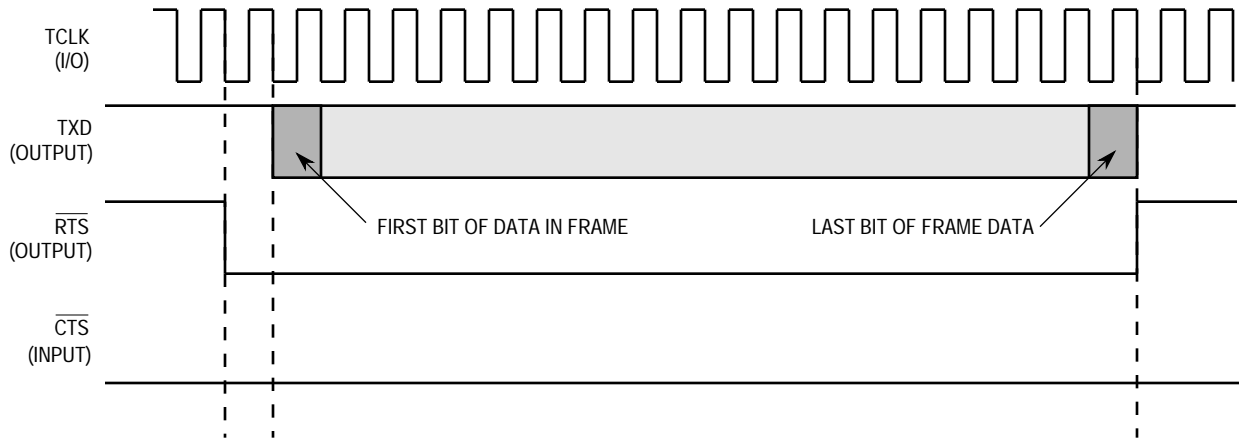 TCLK
(I/O)
TXD
(OUTPUT)
RTS
(OUTPUT)
FIRST BIT OF DATA IN FRAME
LAST BIT OF FRAME DATA
CTS
(INPUT)